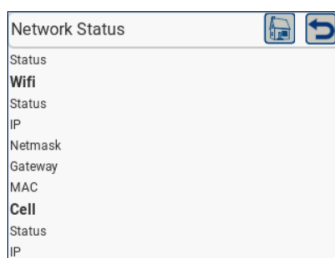 Network Status
Status
Wifi
Status
IP
Netmask
Gateway
MAC
Cell
Status
IP